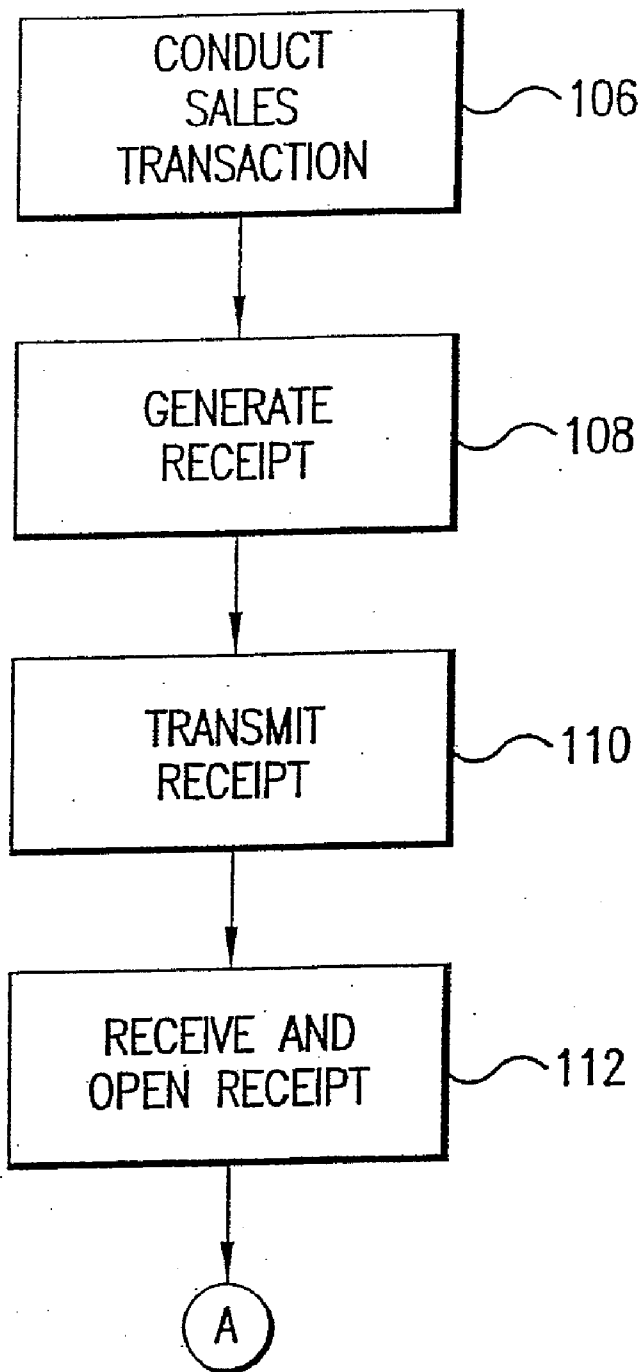 CONDUCT
SALES
TRANSACTION
106
GENERATE
RECEIPT
108
TRANSMIT
RECEIPT
110
RECEIVE AND
OPEN RECEIPT
112
A